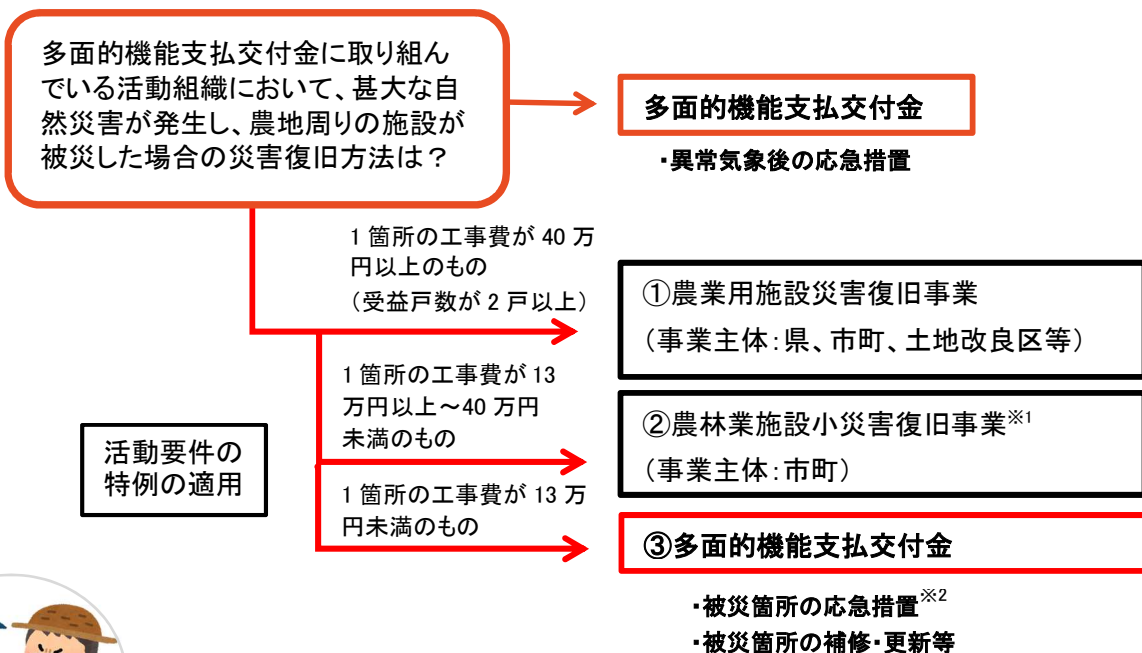 多面的機能支払交付金に取り組ん
でいる活動組織において、甚大な自
然災害が発生し、農地周りの施設が
被災した場合の災害復旧方法は？
多面的機能支払交付金
・異常気象後の応急措置
1 箇所の工事費が 40 万
円以上のもの
（受益戸数が 2 戸以上）
①農業用施設災害復旧事業
（事業主体：県、市町、土地改良区等）
1 箇所の工事費が 13
万円以上～40 万円
未満のもの
②農林業施設小災害復旧事業※1
（事業主体：市町）
活動要件の
特例の適用
1 箇所の工事費が 13 万
円未満のもの
③多面的機能支払交付金
・被災箇所の応急措置※2
・被災箇所の補修・更新等